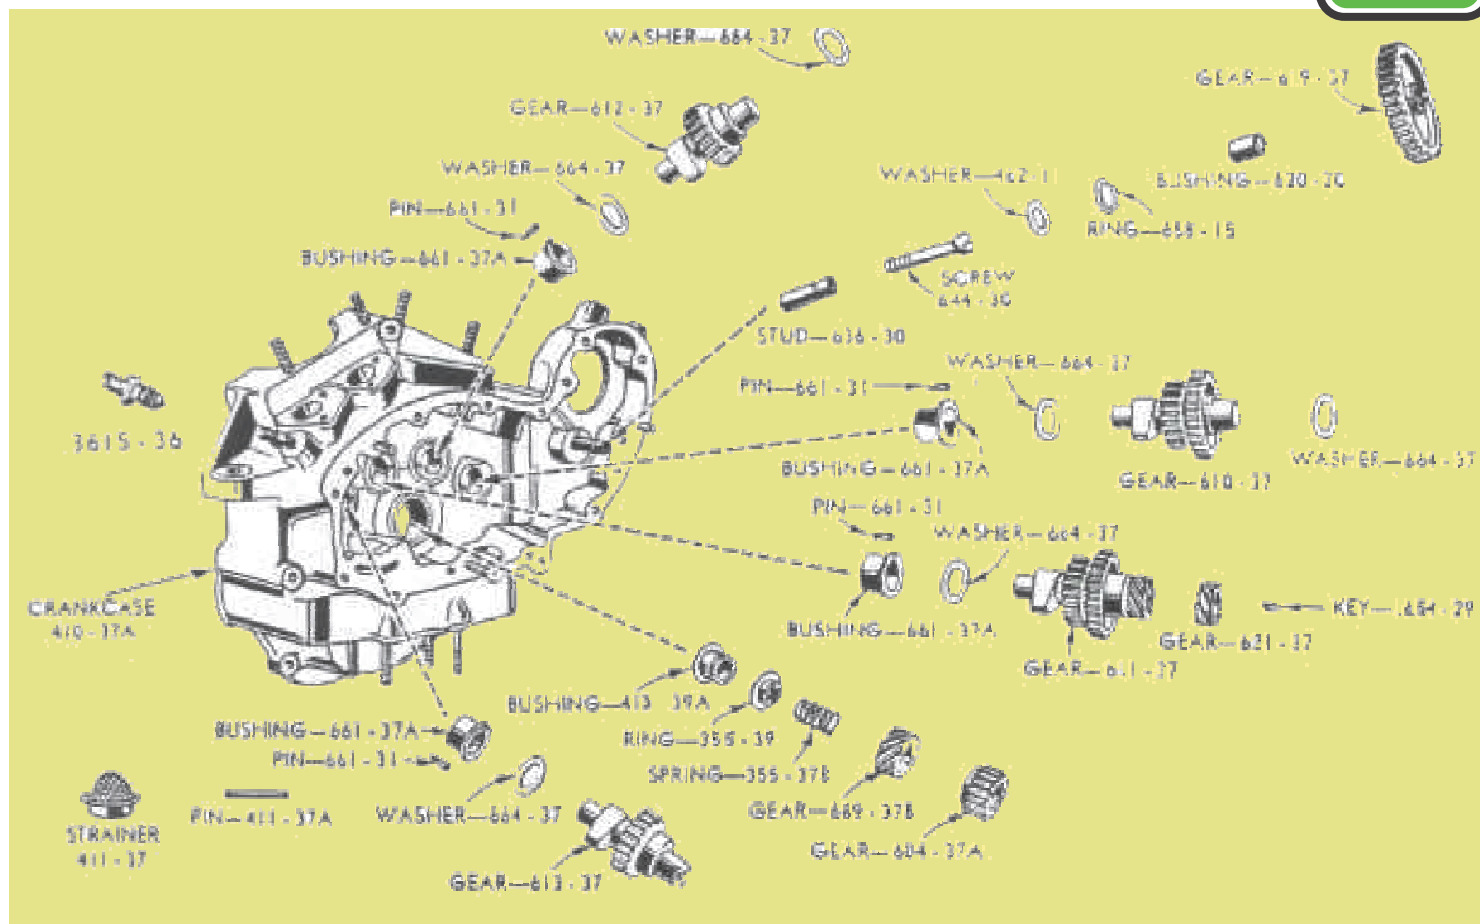 WASHER—664-37
GEAR—612-37
GEAR—619-37
WASHER—664-37
WASHER—462-11
BUSHING—620-20
PIN—661-31
RING—658-15
BUSHING—661-37A
SCREW
644-30
STUD—636-30
WASHER—664-37
PIN—661-31
3615-36
BUSHING—661-37A
WASHER—664-37
GEAR—610-37
PIN—661-31
WASHER—664-37
CRANKCASE
410-37A
BUSHING—661-37A
KEY—
GEAR—621-37
GEAR—611-37
BUSHING—413-39A
BUSHING—661-37A
RING—355-39
PIN—661-31
SPRING—355-37B
PIN—411-37A
WASHER—664-37
GEAR—669-37B
STRAINER
411-37
GEAR—604-37A
GEAR—613-37